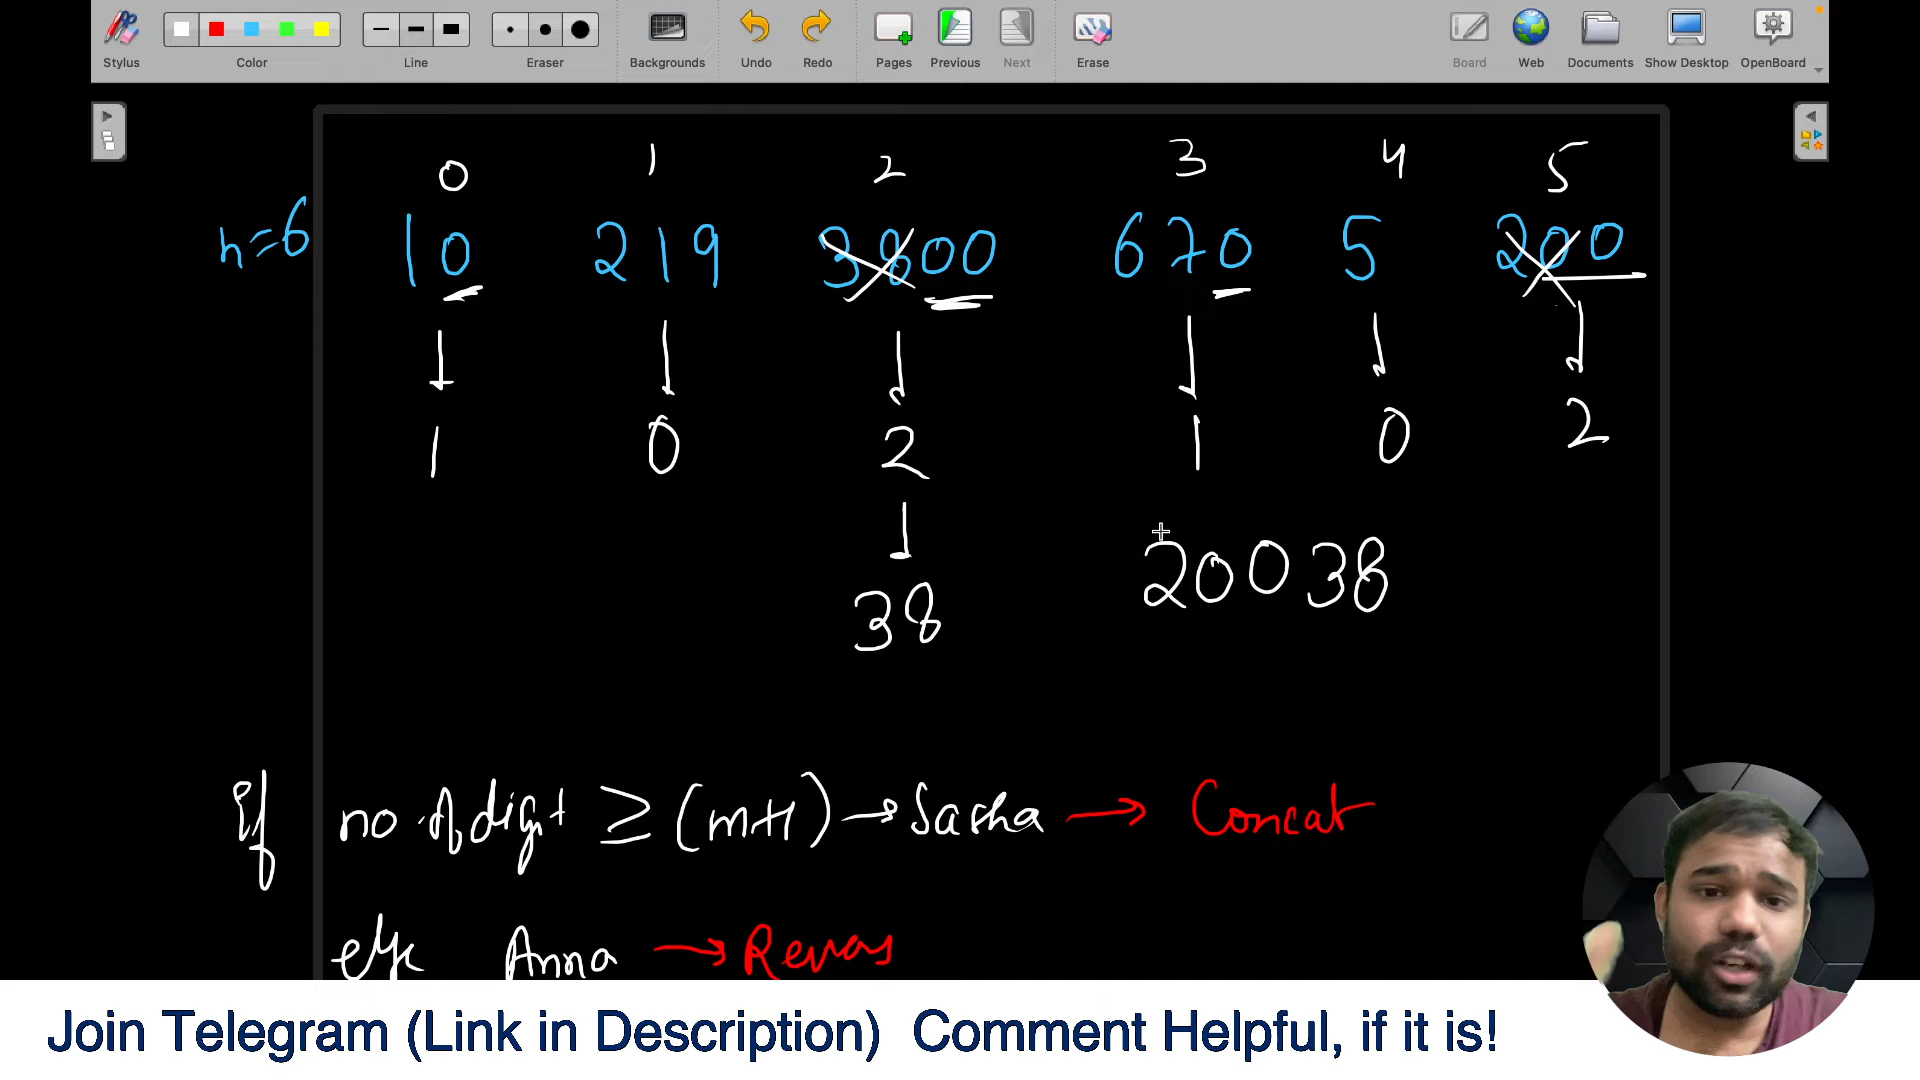 Stylus Color Line Eraser Backgrounds Undo Redo Pages Previous Next Erase Board Web Documents Show Desktop OpenBoard
0 1 2 3 4 5
n=6 10 219 3800 670 5 200
1 0 2 1 0 2
38 20038
If no. of digit ≥ (m+1) → Sasha → Concat
else Anna → Revers
Join Telegram (Link in Description) Comment Helpful, if it is!